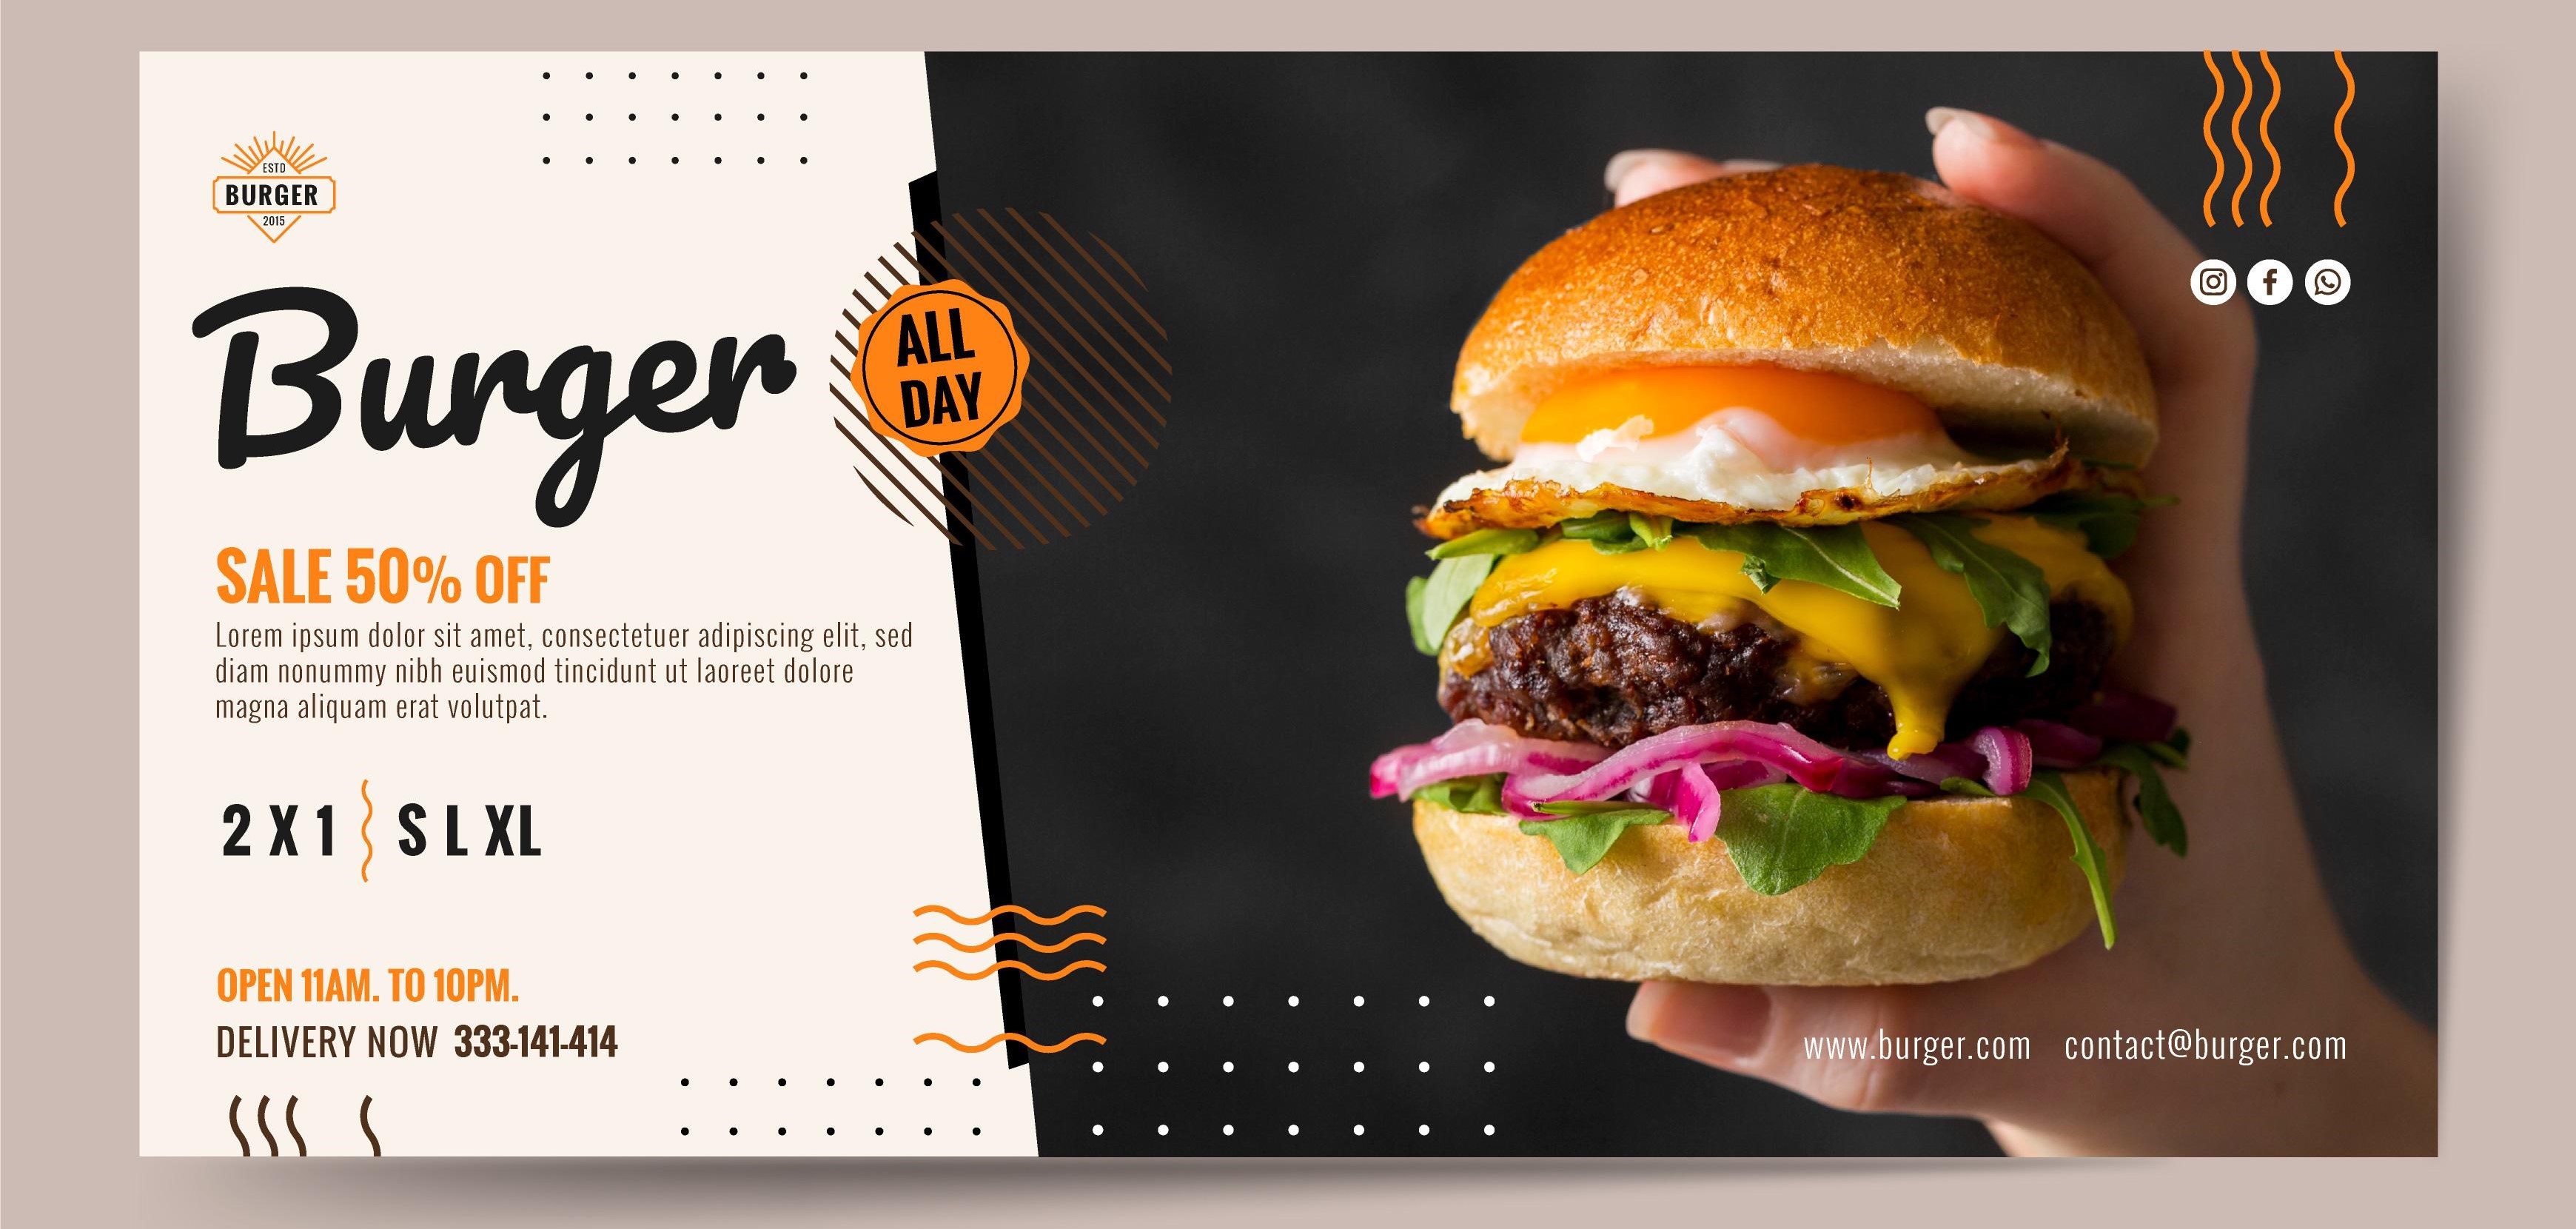 ESTD
BURGER
2015
Burger
ALL
DAY
SALE 50% OFF
Lorem ipsum dolor sit amet, consectetuer adipiscing elit, sed
diam nonummy nibh euismod tincidunt ut laoreet dolore
magna aliquam erat volutpat.
2 X 1 S L XL
OPEN 11AM. TO 10PM.
DELIVERY NOW 333-141-414
www.burger.com contact@burger.com